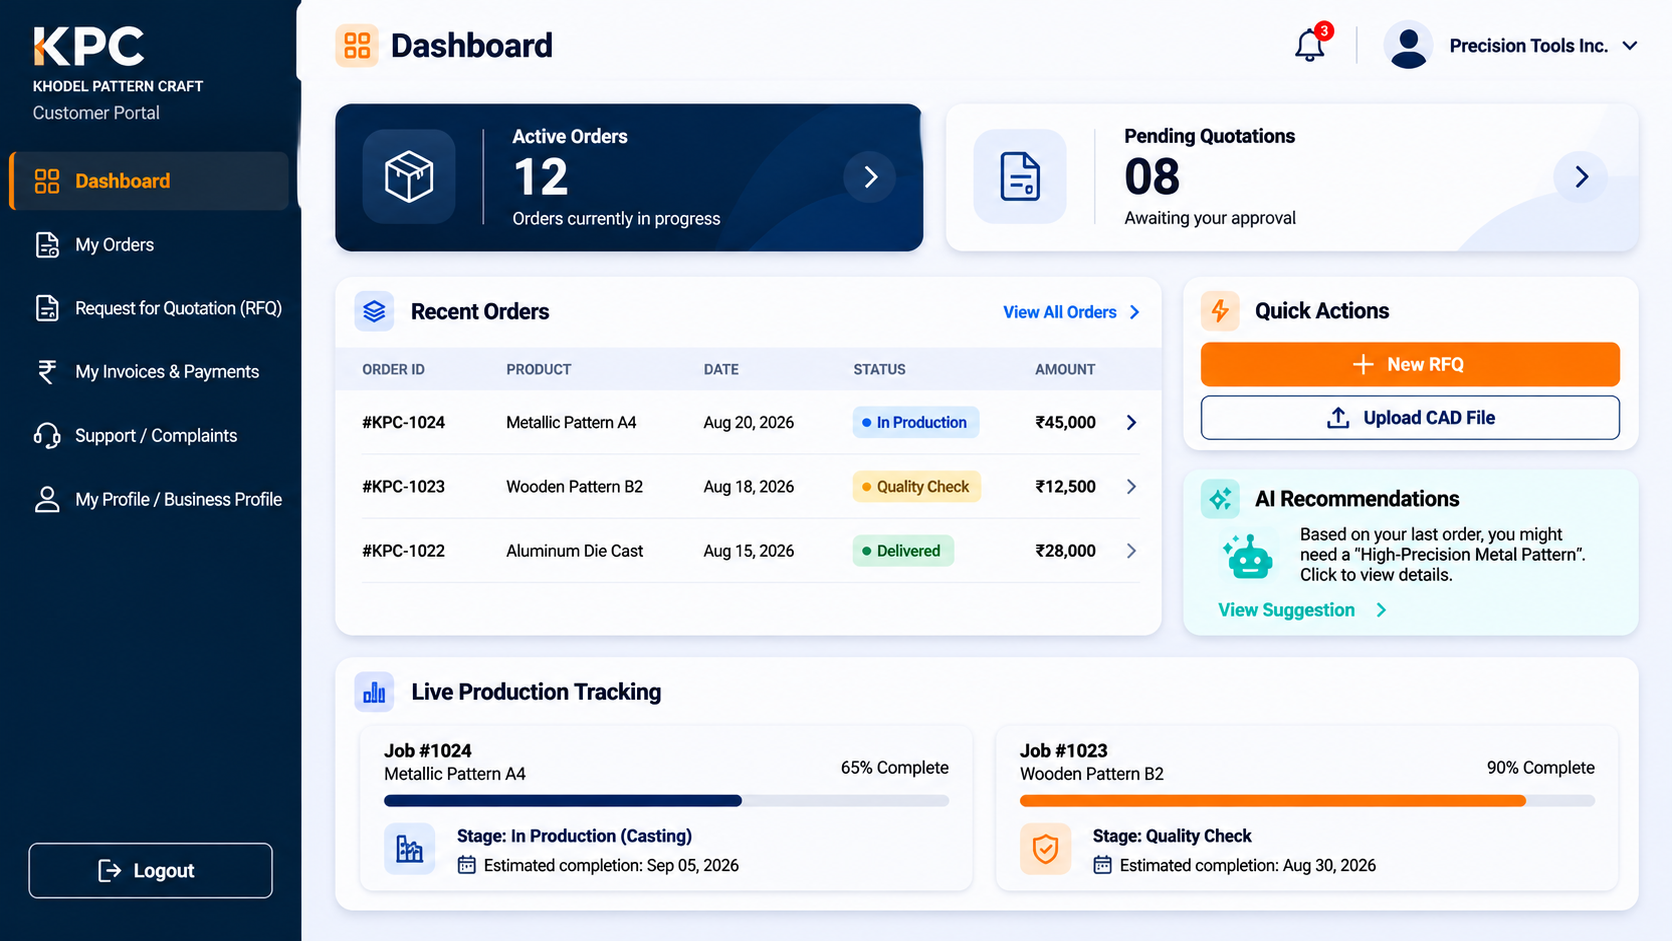 KPC
KHODEL PATTERN CRAFT
Customer Portal
Dashboard
My Orders
Request for Quotation (RFQ)
My Invoices & Payments
Support / Complaints
My Profile / Business Profile
Logout
Dashboard
3
Precision Tools Inc.
Active Orders
12
Orders currently in progress
Pending Quotations
08
Awaiting your approval
Recent Orders
View All Orders
ORDER ID PRODUCT DATE STATUS AMOUNT
#KPC-1024 Metallic Pattern A4 Aug 20, 2026 In Production ₹45,000
#KPC-1023 Wooden Pattern B2 Aug 18, 2026 Quality Check ₹12,500
#KPC-1022 Aluminum Die Cast Aug 15, 2026 Delivered ₹28,000
Quick Actions
New RFQ
Upload CAD File
AI Recommendations
Based on your last order, you might
need a "High-Precision Metal Pattern".
Click to view details.
View Suggestion
Live Production Tracking
Job #1024
Metallic Pattern A4
65% Complete
Stage: In Production (Casting)
Estimated completion: Sep 05, 2026
Job #1023
Wooden Pattern B2
90% Complete
Stage: Quality Check
Estimated completion: Aug 30, 2026